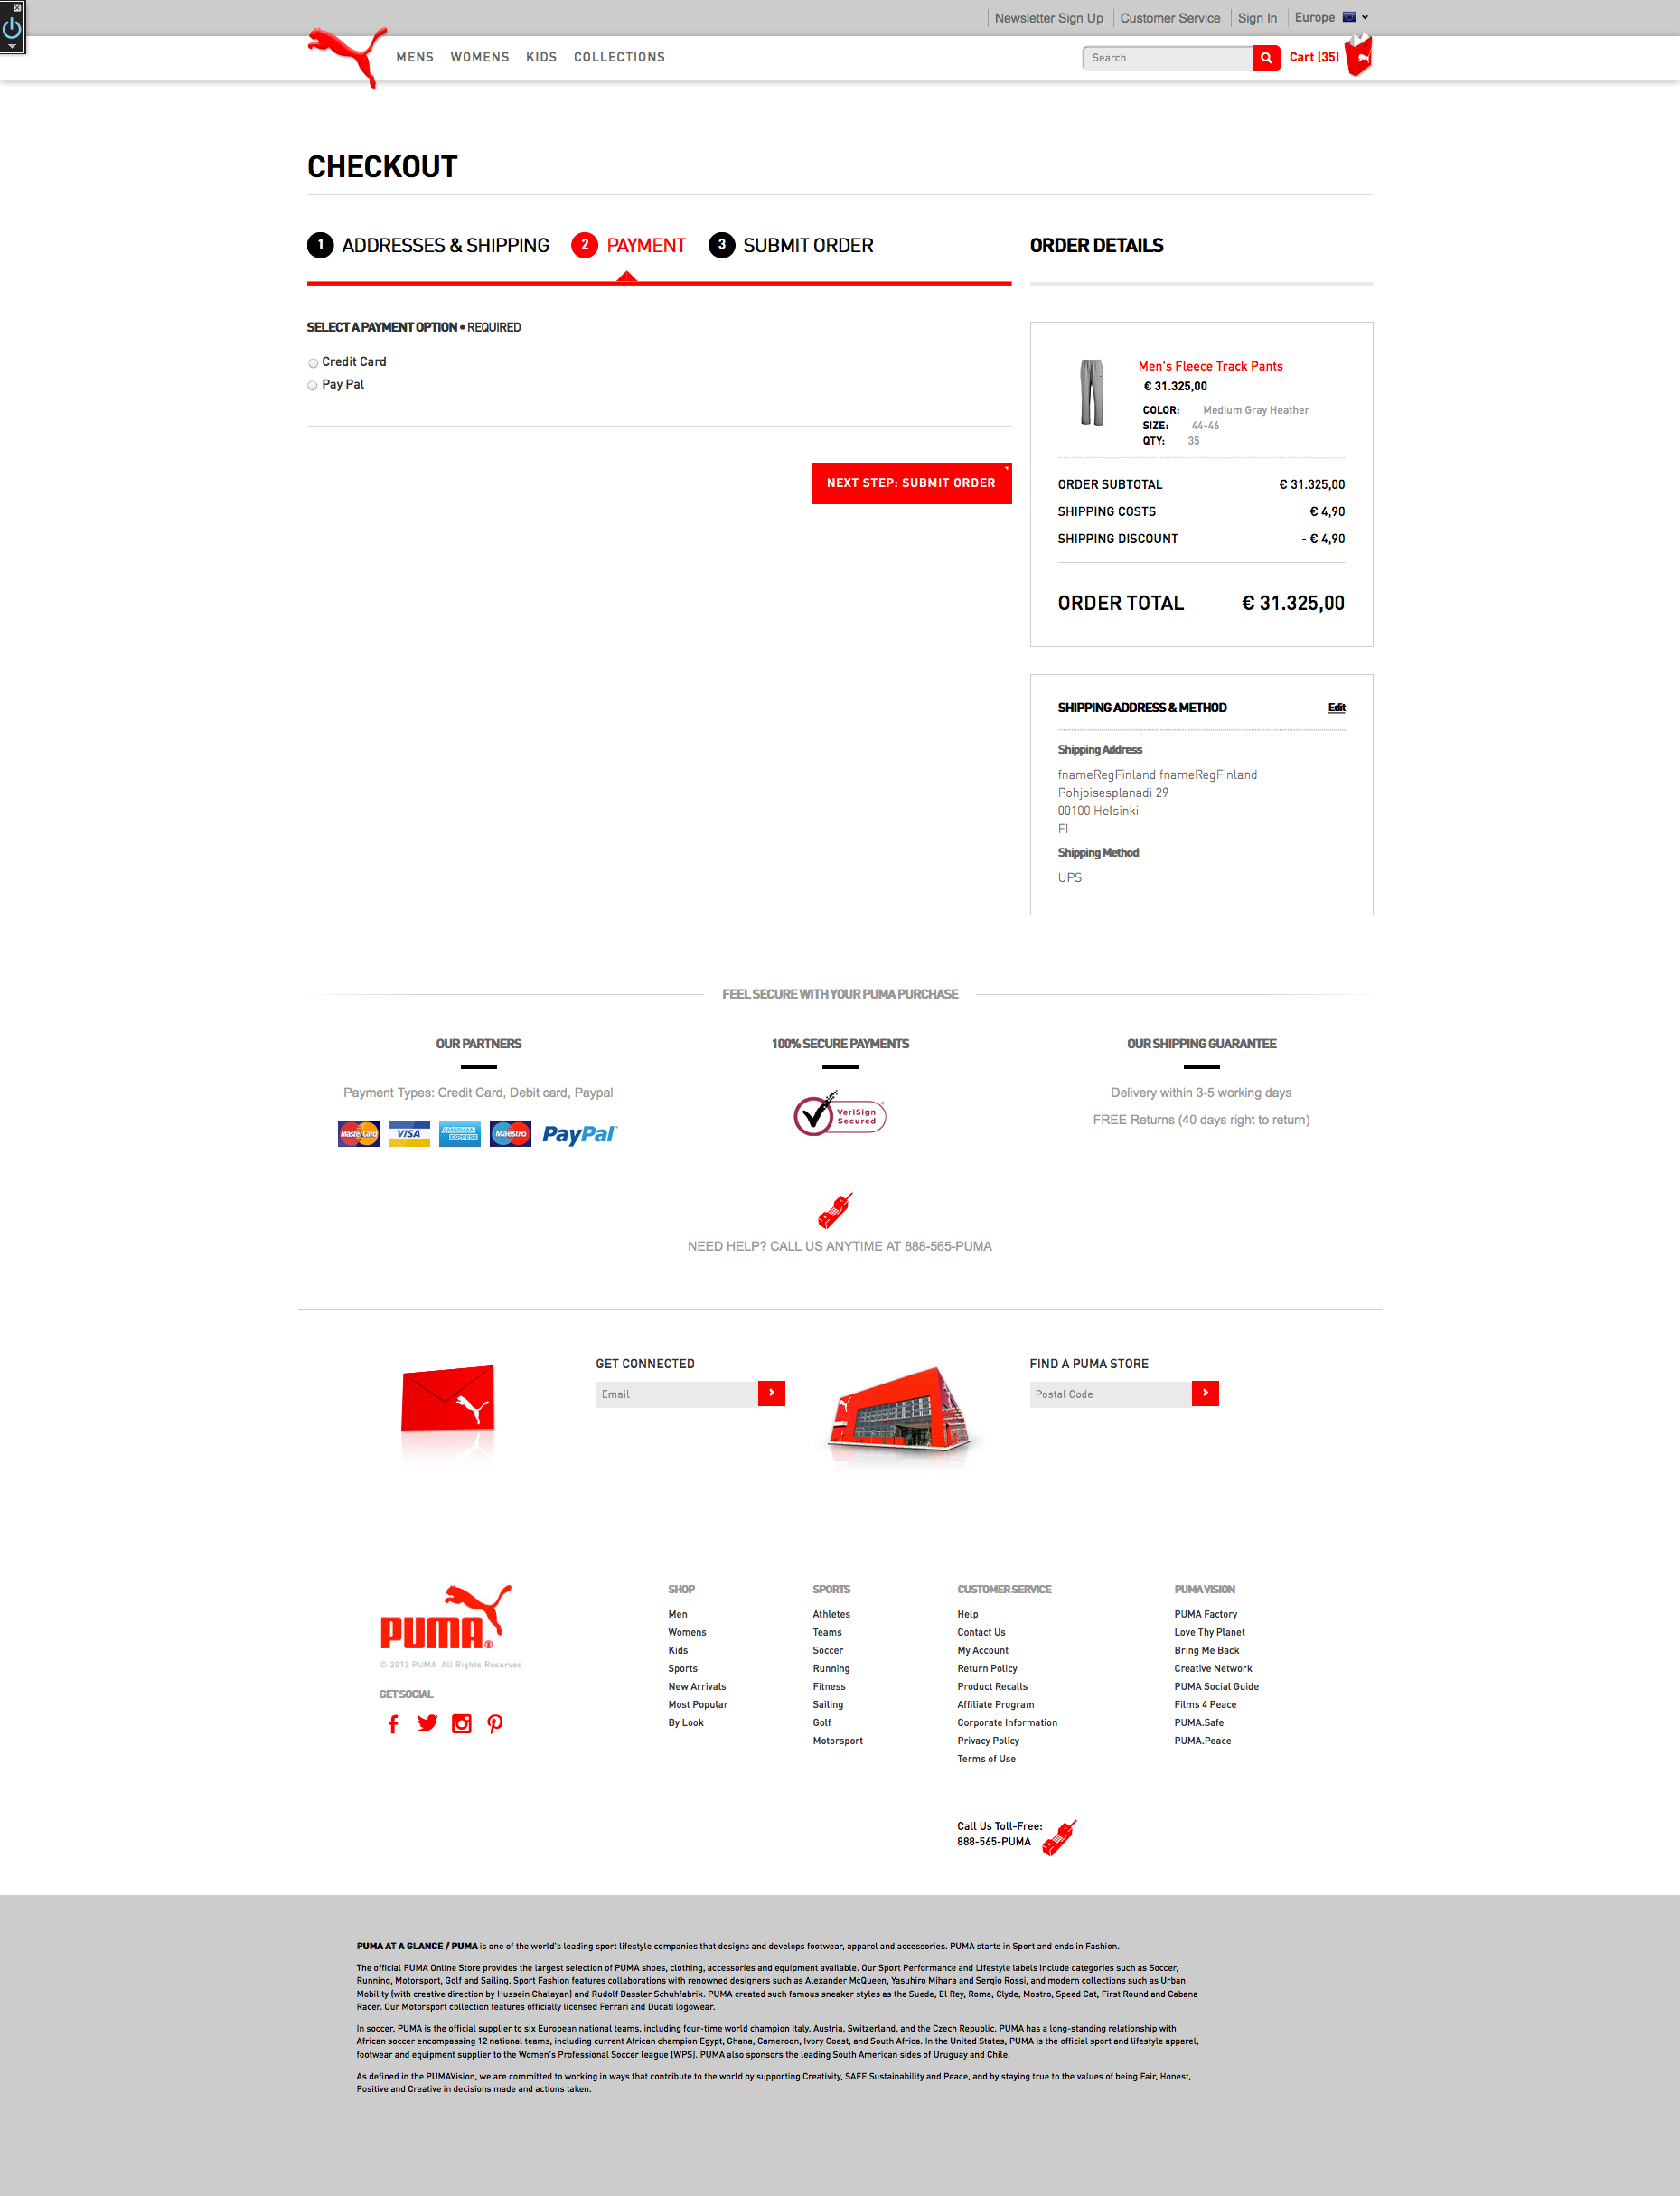 Newsletter Sign Up
Customer Service
Sign In
Europe
MENS
WOMENS
KIDS
COLLECTIONS
Search
Cart (35)
CHECKOUT
1 ADDRESSES & SHIPPING
2 PAYMENT
3 SUBMIT ORDER
ORDER DETAILS
SELECT A PAYMENT OPTION • REQUIRED
Credit Card
Pay Pal
NEXT STEP: SUBMIT ORDER
Men's Fleece Track Pants
€ 31.325,00
COLOR: Medium Gray Heather
SIZE: 44-46
QTY: 35
ORDER SUBTOTAL € 31.325,00
SHIPPING COSTS € 4,90
SHIPPING DISCOUNT - € 4,90
ORDER TOTAL € 31.325,00
SHIPPING ADDRESS & METHOD Edit
Shipping Address
fnameRegFinland fnameRegFinland
Pohjoisesplanadi 29
00100 Helsinki
FI
Shipping Method
UPS
FEEL SECURE WITH YOUR PUMA PURCHASE
OUR PARTNERS
Payment Types: Credit Card, Debit card, Paypal
MasterCard
VISA
AMERICAN EXPRESS
Maestro
PayPal
100% SECURE PAYMENTS
VeriSign
Secured
OUR SHIPPING GUARANTEE
Delivery within 3-5 working days
FREE Returns (40 days right to return)
NEED HELP? CALL US ANYTIME AT 888-565-PUMA
GET CONNECTED
Email
FIND A PUMA STORE
Postal Code
PUMA®
© 2013 PUMA All Rights Reserved
GET SOCIAL
SHOP
Men
Womens
Kids
Sports
New Arrivals
Most Popular
By Look
SPORTS
Athletes
Teams
Soccer
Running
Fitness
Sailing
Golf
Motorsport
CUSTOMER SERVICE
Help
Contact Us
My Account
Return Policy
Product Recalls
Affiliate Program
Corporate Information
Privacy Policy
Terms of Use
Call Us Toll-Free:
888-565-PUMA
PUMA VISION
PUMA Factory
Love Thy Planet
Bring Me Back
Creative Network
PUMA Social Guide
Films 4 Peace
PUMA.Safe
PUMA.Peace
PUMA AT A GLANCE / PUMA is one of the world's leading sport lifestyle companies that designs and develops footwear, apparel and accessories. PUMA starts in Sport and ends in Fashion.
The official PUMA Online Store provides the largest selection of PUMA shoes, clothing, accessories and equipment available. Our Sport Performance and Lifestyle labels include categories such as Soccer,
Running, Motorsport, Golf and Sailing. Sport Fashion features collaborations with renowned designers such as Alexander McQueen, Yasuhiro Mihara and Sergio Rossi, and modern collections such as Urban
Mobility (with creative direction by Hussein Chalayan) and Rudolf Dassler Schuhfabrik. PUMA created such famous sneaker styles as the Suede, El Rey, Roma, Clyde, Mostro, Speed Cat, First Round and Cabana
Racer. Our Motorsport collection features officially licensed Ferrari and Ducati logowear.
In soccer, PUMA is the official supplier to six European national teams, including four-time world champion Italy, Austria, Switzerland, and the Czech Republic. PUMA has a long-standing relationship with
African soccer encompassing 12 national teams, including current African champion Egypt, Ghana, Cameroon, Ivory Coast, and South Africa. In the United States, PUMA is the official sport and lifestyle apparel,
footwear and equipment supplier to the Women's Professional Soccer league (WPS). PUMA also sponsors the leading South American sides of Uruguay and Chile.
As defined in the PUMAVision, we are committed to working in ways that contribute to the world by supporting Creativity, SAFE Sustainability and Peace, and by staying true to the values of being Fair, Honest,
Positive and Creative in decisions made and actions taken.